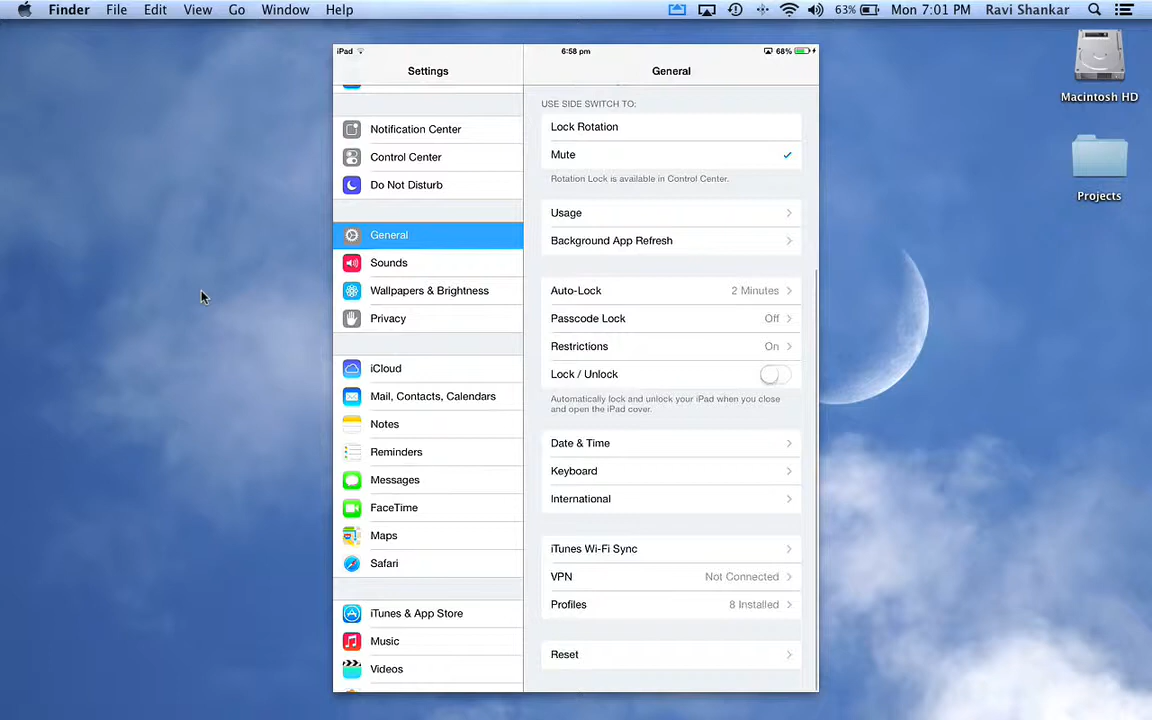 Finder File Edit View Go Window Help 63% Mon 7:01 PM Ravi Shankar
Macintosh HD
Projects
iPad 6:58 pm 68%
Settings
Notification Center
Control Center
Do Not Disturb
General
Sounds
Wallpapers & Brightness
Privacy
iCloud
Mail, Contacts, Calendars
Notes
Reminders
Messages
FaceTime
Maps
Safari
iTunes & App Store
Music
Videos
General
USE SIDE SWITCH TO:
Lock Rotation
Mute
Rotation Lock is available in Control Center.
Usage
Background App Refresh
Auto-Lock 2 Minutes
Passcode Lock Off
Restrictions On
Lock / Unlock
Automatically lock and unlock your iPad when you close
and open the iPad cover.
Date & Time
Keyboard
International
iTunes Wi-Fi Sync
VPN Not Connected
Profiles 8 Installed
Reset